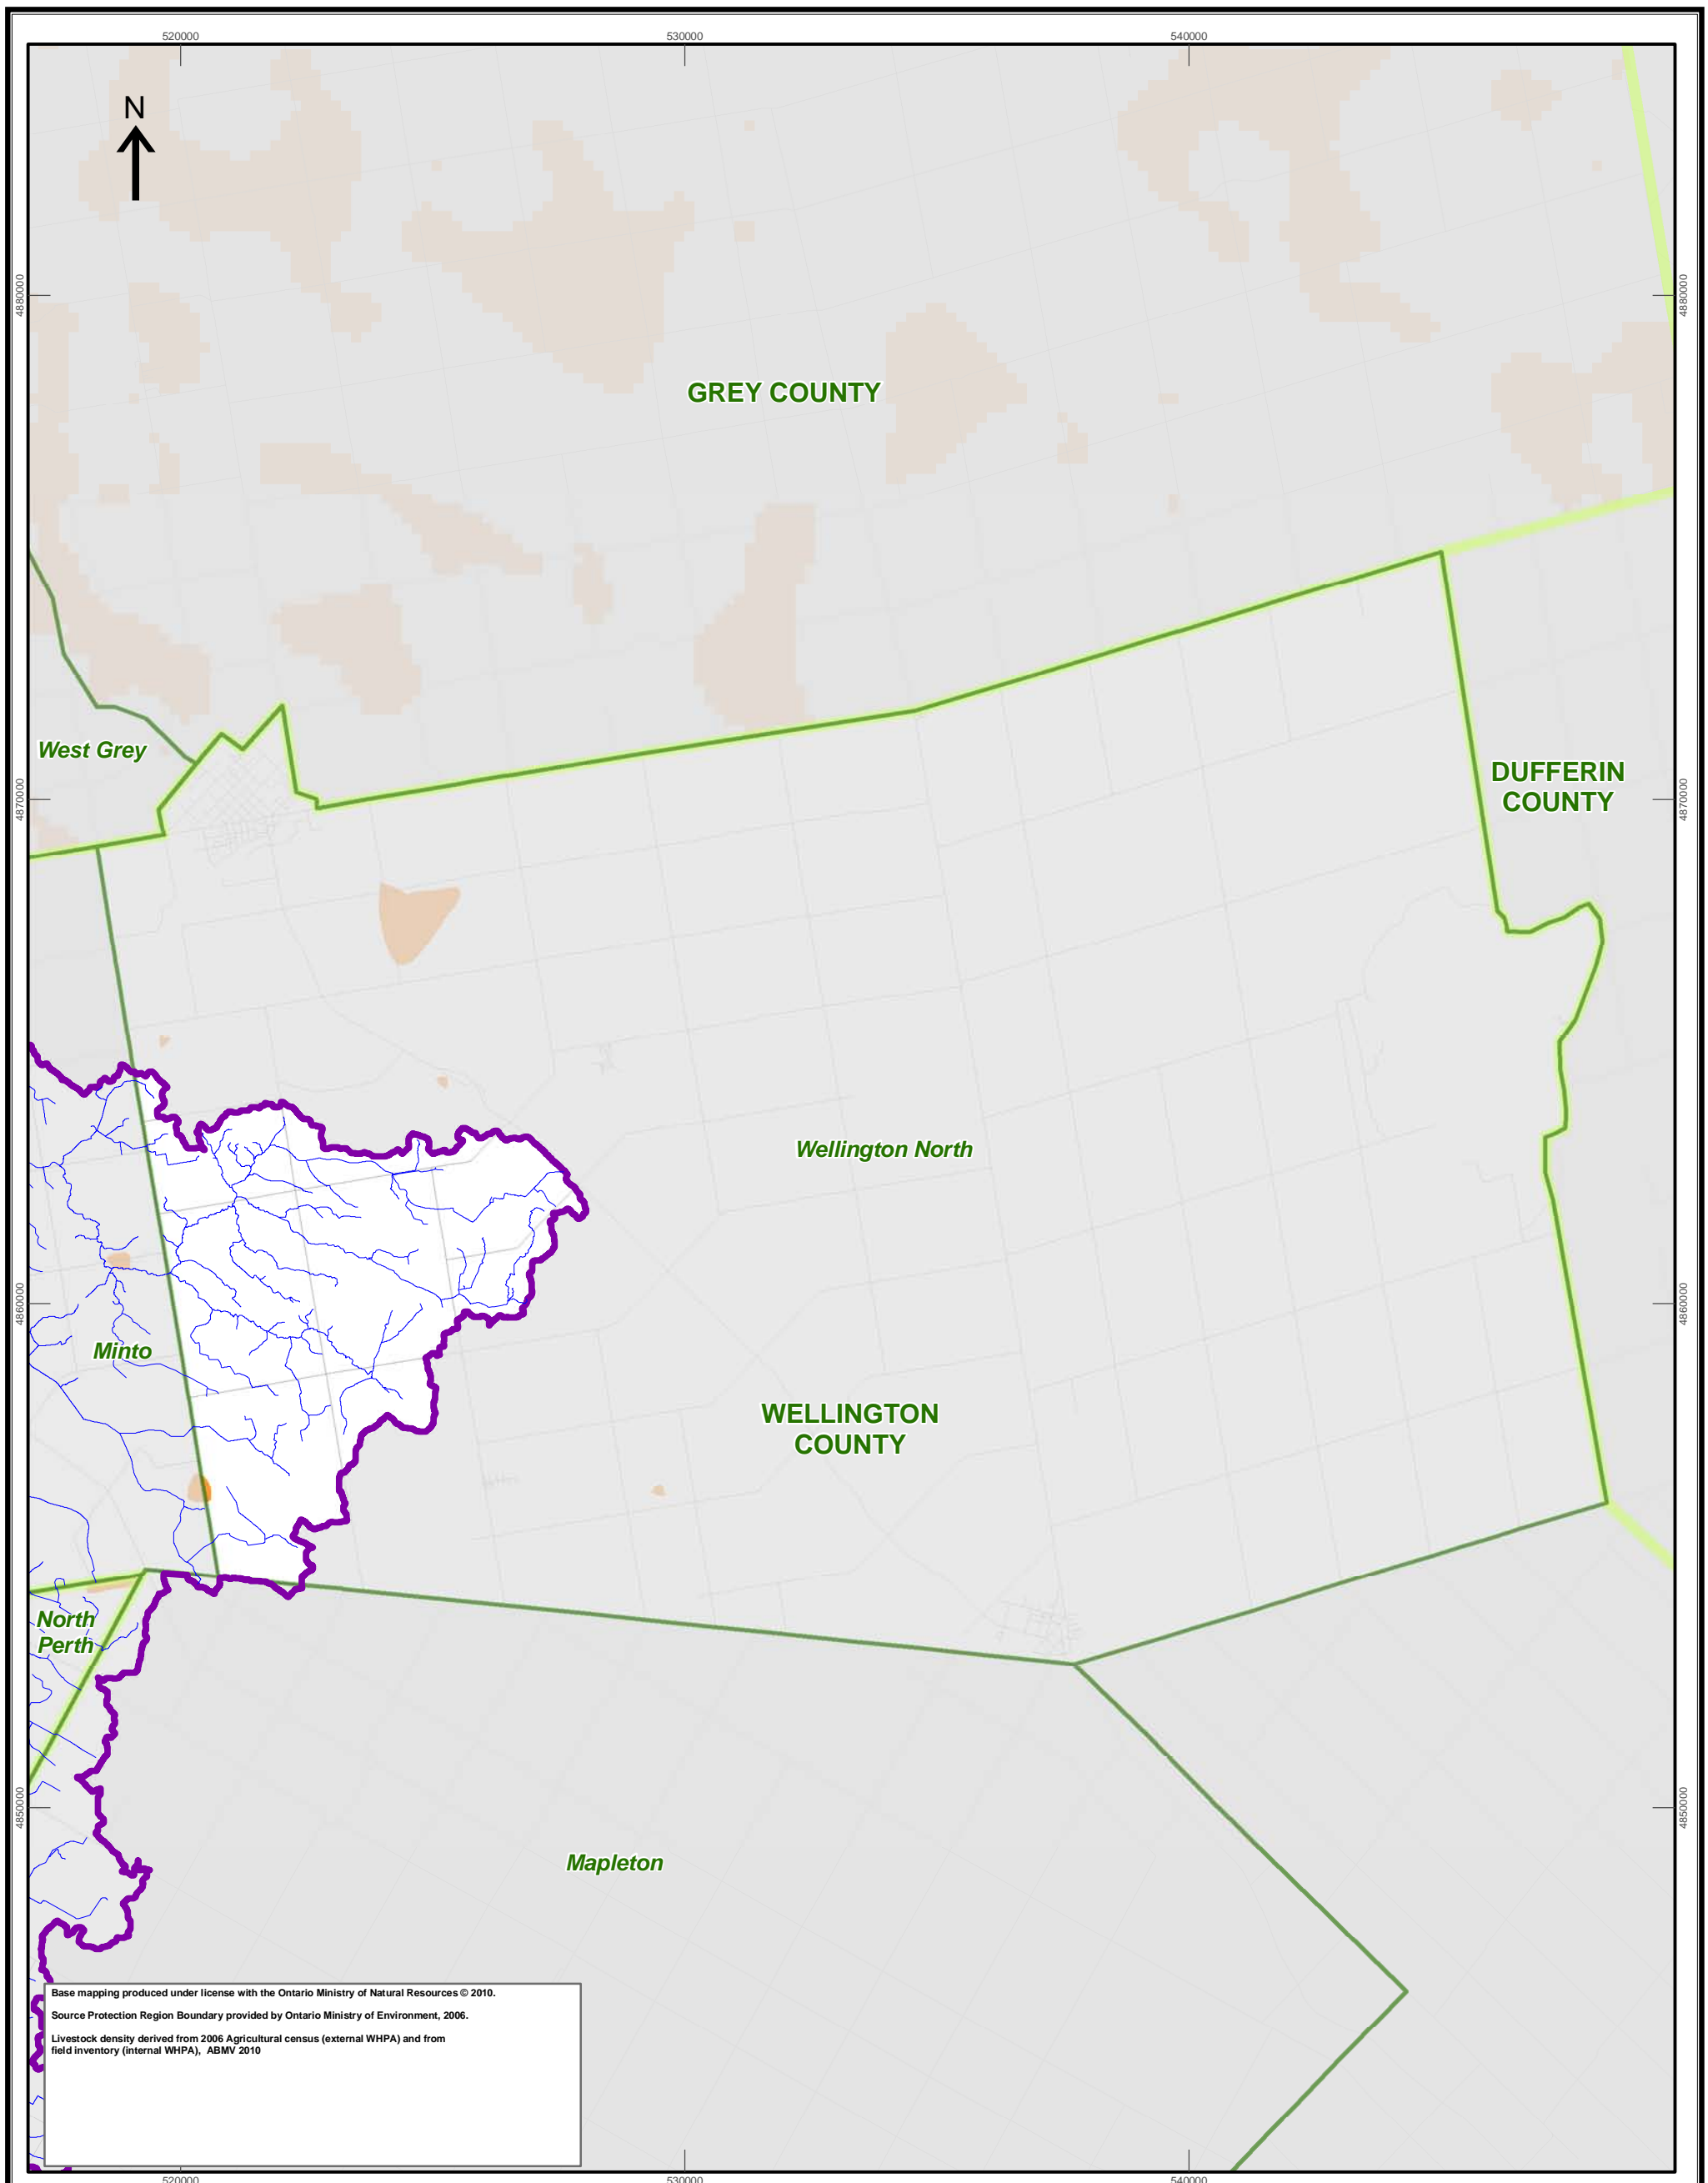 520000
530000
540000
N
4880000
4880000
GREY COUNTY
West Grey
DUFFERIN
COUNTY
4870000
4870000
Wellington North
4860000
4860000
Minto
WELLINGTON
COUNTY
North
Perth
4850000
4850000
Mapleton
Base mapping produced under license with the Ontario Ministry of Natural Resources © 2010.
Source Protection Region Boundary provided by Ontario Ministry of Environment, 2006.
Livestock density derived from 2006 Agricultural census (external WHPA) and from
field inventory (internal WHPA), ABMV 2010
520000
530000
540000